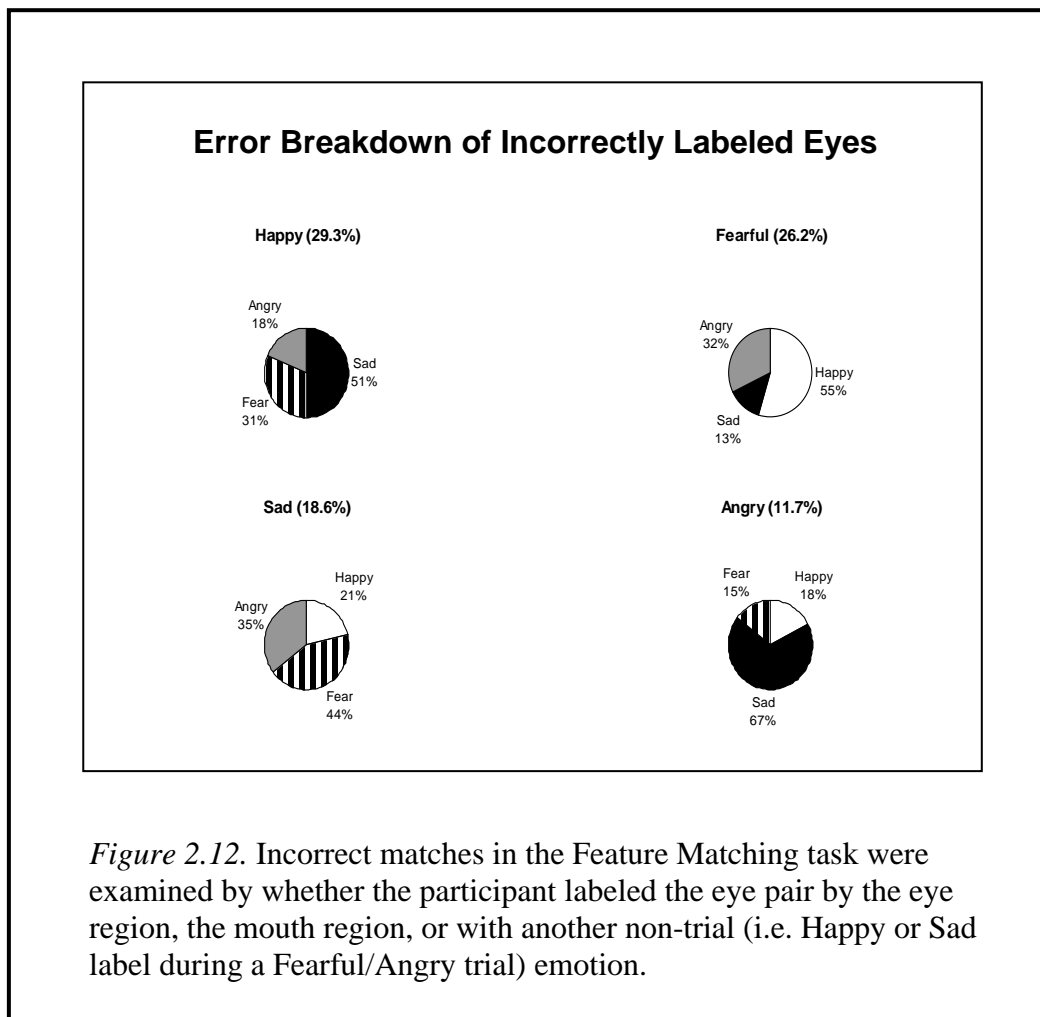 Error Breakdown of Incorrectly Labeled Eyes
Happy (29.3%)
Angry
18%
Sad
51%
Fear
31%
Fearful (26.2%)
Angry
32%
Happy
55%
Sad
13%
Sad (18.6%)
Happy
21%
Angry
35%
Fear
44%
Angry (11.7%)
Fear
15%
Happy
18%
Sad
67%
Figure 2.12. Incorrect matches in the Feature Matching task were
examined by whether the participant labeled the eye pair by the eye
region, the mouth region, or with another non-trial (i.e. Happy or Sad
label during a Fearful/Angry trial) emotion.